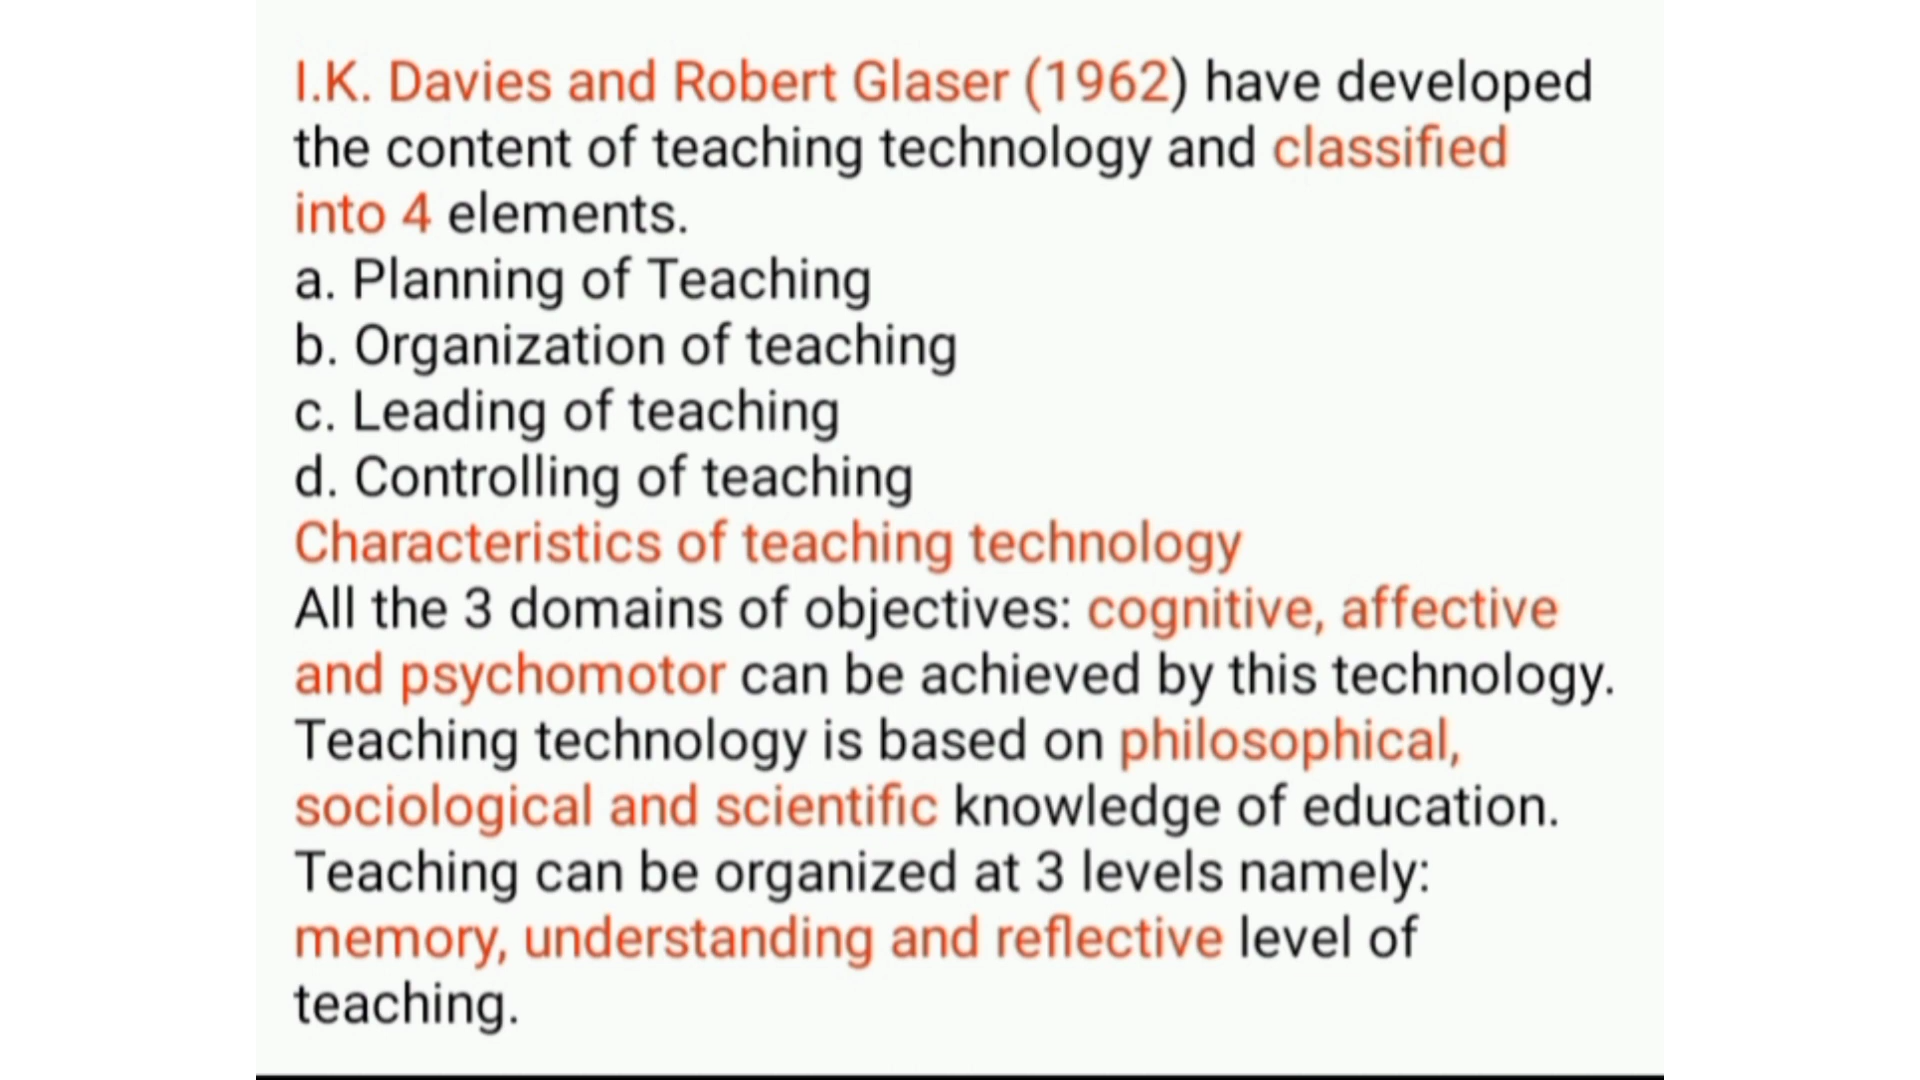 I.K. Davies and Robert Glaser (1962) have developed
the content of teaching technology and classified
into 4 elements.
a. Planning of Teaching
b. Organization of teaching
c. Leading of teaching
d. Controlling of teaching
Characteristics of teaching technology
All the 3 domains of objectives: cognitive, affective
and psychomotor can be achieved by this technology.
Teaching technology is based on philosophical,
sociological and scientific knowledge of education.
Teaching can be organized at 3 levels namely:
memory, understanding and reflective level of
teaching.